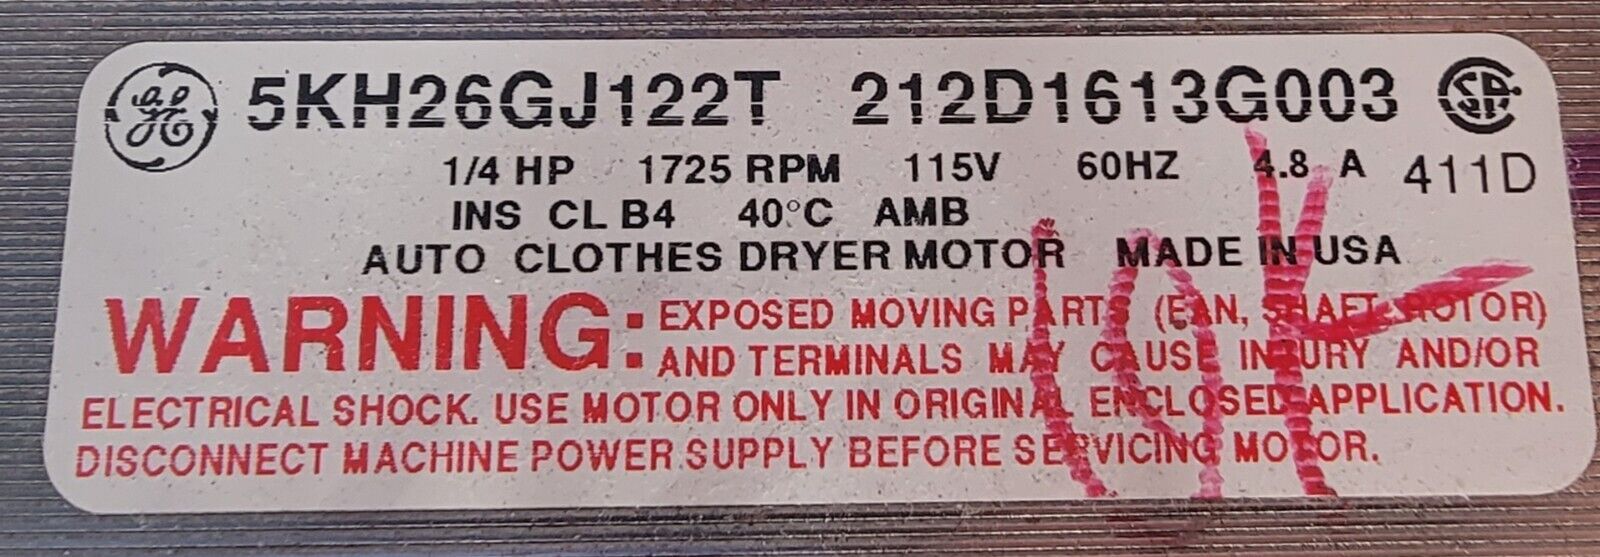 GE 5KH26GJ122T 212D1613G003 CSA
1/4 HP 1725 RPM 115V 60HZ 4.8 A 411D
INS CL B4 40°C AMB
AUTO CLOTHES DRYER MOTOR MADE IN USA
WARNING: EXPOSED MOVING PARTS (FAN, SHAFT, ROTOR)
AND TERMINALS MAY CAUSE INJURY AND/OR
ELECTRICAL SHOCK. USE MOTOR ONLY IN ORIGINAL ENCLOSED APPLICATION.
DISCONNECT MACHINE POWER SUPPLY BEFORE SERVICING MOTOR.